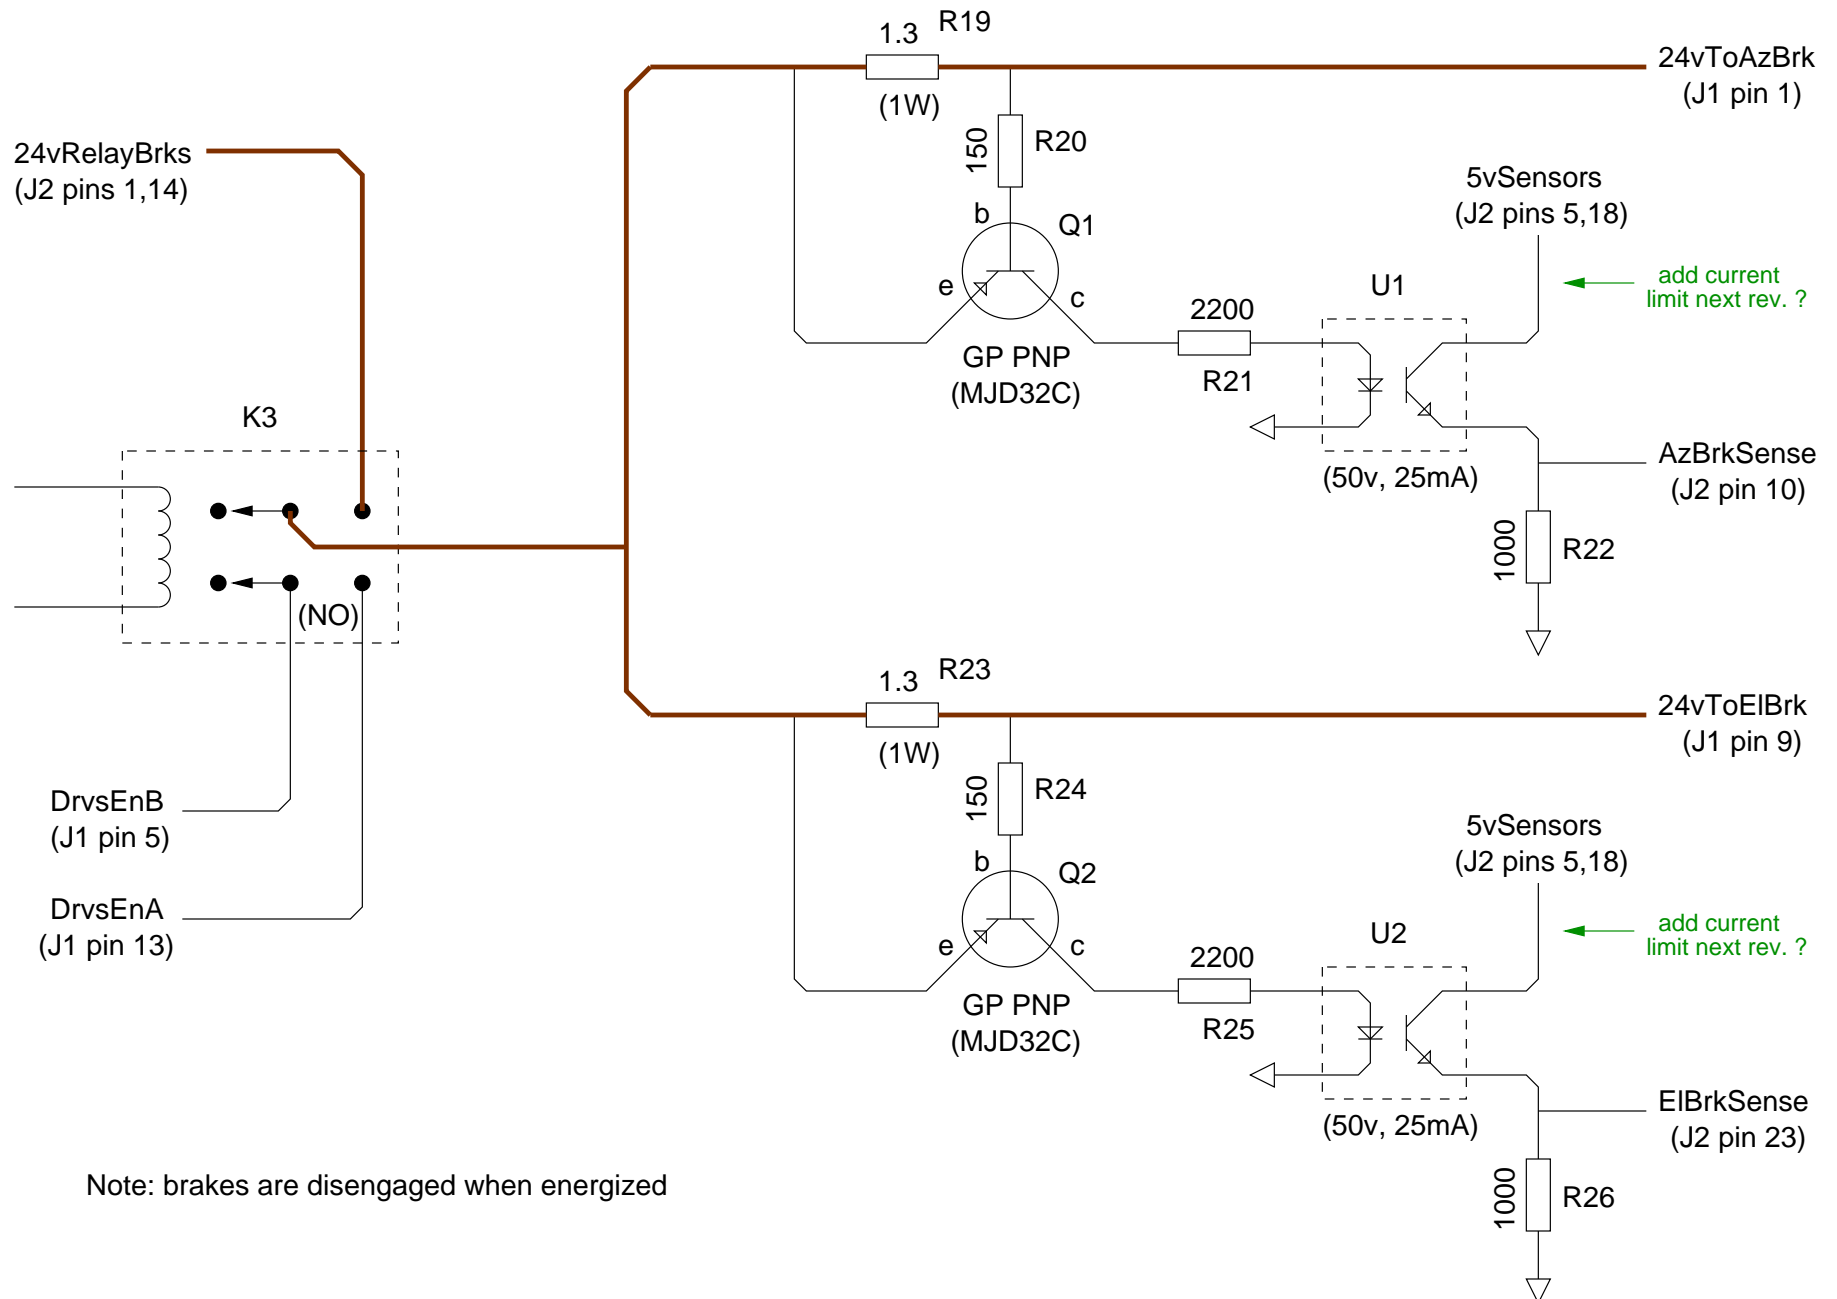 R19
1.3
(1W)
24vToAzBrk
(J1 pin 1)
24vRelayBrks
(J2 pins 1,14)
150
R20
b
Q1
e
c
GP PNP
(MJD32C)
5vSensors
(J2 pins 5,18)
add current
limit next rev. ?
U1
2200
R21
(50v, 25mA)
AzBrkSense
(J2 pin 10)
1000
R22
K3
(NO)
R23
1.3
(1W)
24vToElBrk
(J1 pin 9)
150
R24
b
Q2
e
c
GP PNP
(MJD32C)
5vSensors
(J2 pins 5,18)
add current
limit next rev. ?
U2
2200
R25
(50v, 25mA)
ElBrkSense
(J2 pin 23)
1000
R26
DrvsEnB
(J1 pin 5)
DrvsEnA
(J1 pin 13)
Note: brakes are disengaged when energized